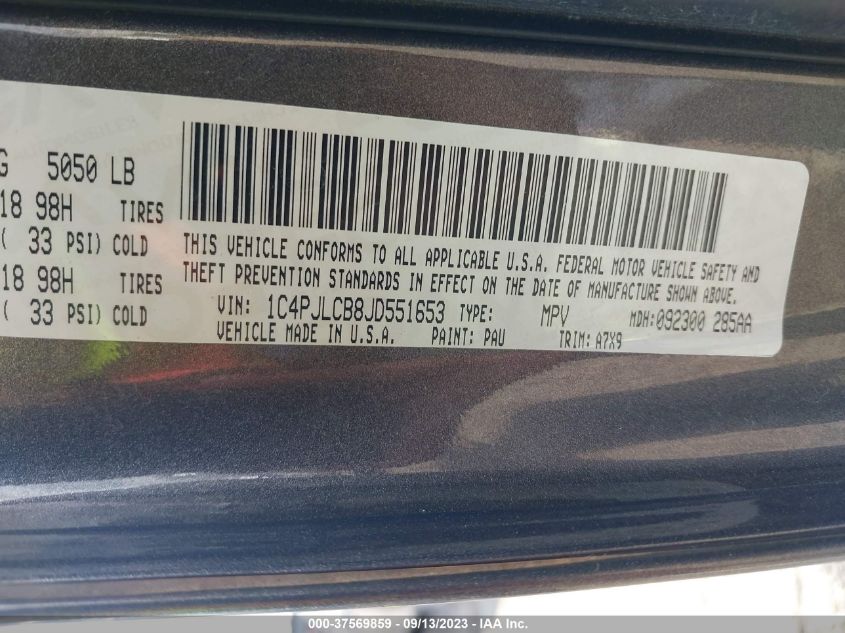 G 5050 LB
18 98H TIRES
( 33 PSI) COLD
18 98H TIRES
( 33 PSI) COLD
THIS VEHICLE CONFORMS TO ALL APPLICABLE U.S.A. FEDERAL MOTOR VEHICLE SAFETY AND
THEFT PREVENTION STANDARDS IN EFFECT ON THE DATE OF MANUFACTURE SHOWN ABOVE.
VIN: 1C4PJLCB8JD551653 TYPE: MPV MDH:092300 285AA
VEHICLE MADE IN U.S.A. PAINT: PAU TRIM: A7X9
000-37569859 - 09/13/2023 - IAA Inc.